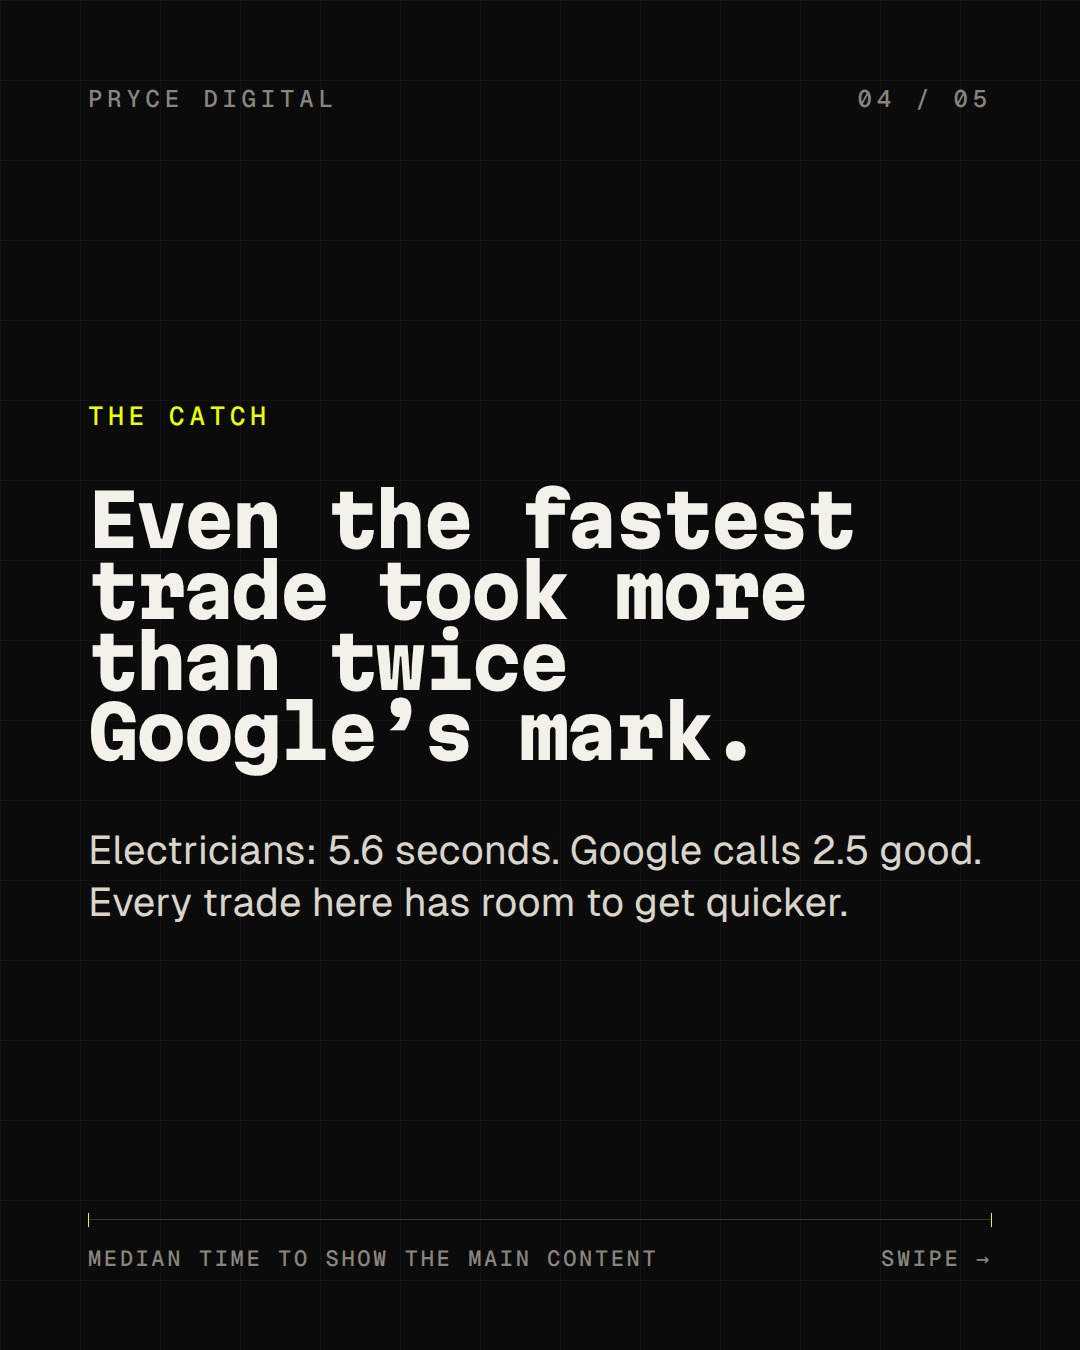 PRYCE DIGITAL
04 / 05
THE CATCH
Even the fastest
trade took more
than twice
Google’s mark.
Electricians: 5.6 seconds. Google calls 2.5 good.
Every trade here has room to get quicker.
MEDIAN TIME TO SHOW THE MAIN CONTENT
SWIPE →